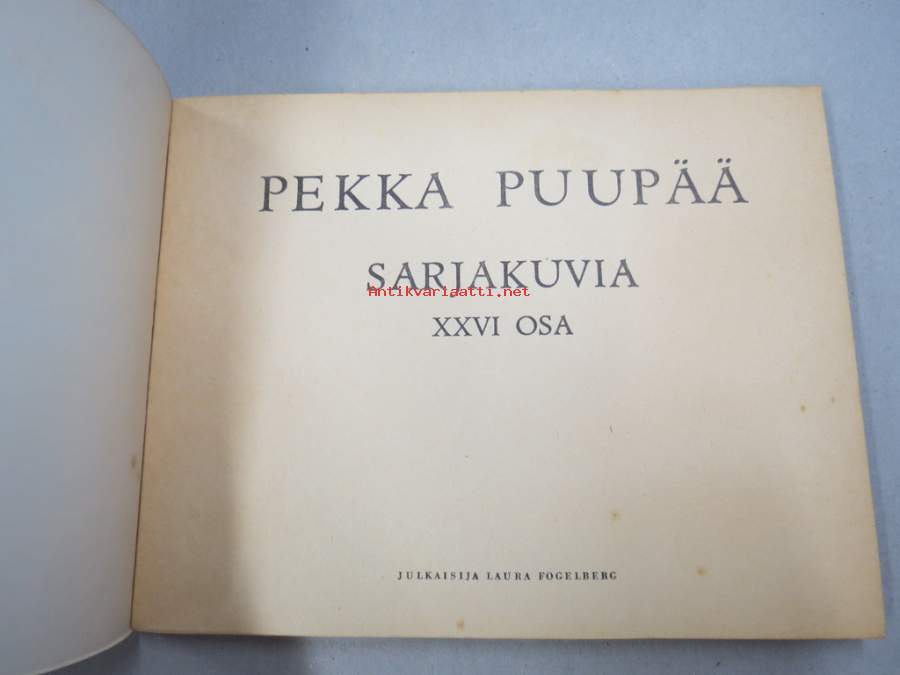 PEKKA PUUPÄÄ
SARJAKUVIA
Antikvariaatti.net
XXVI OSA
JULKAISIJA LAURA FOGELBERG